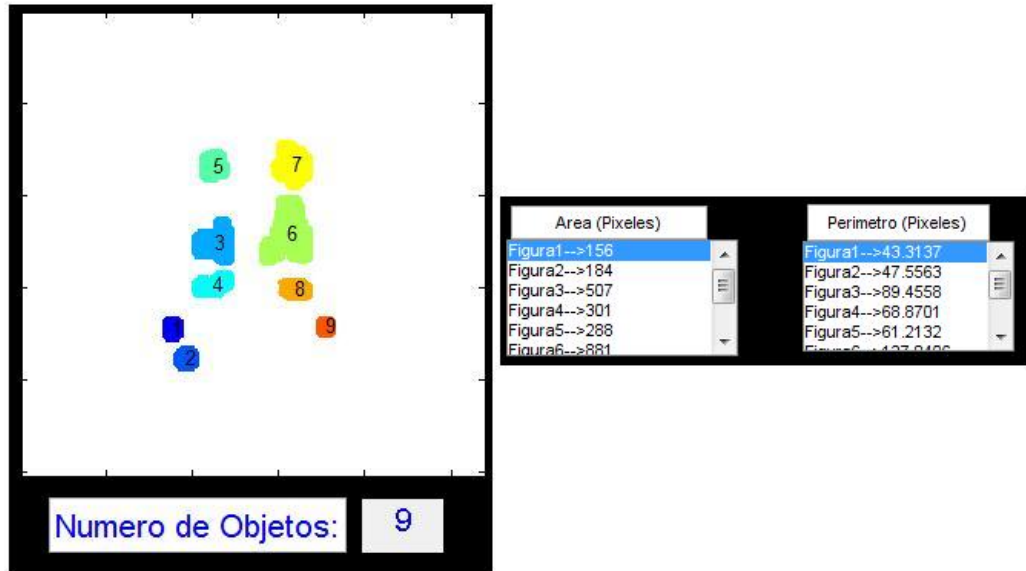 5
7
3
6
4
8
1
9
2
Numero de Objetos:
9
Área (Pixeles)
Figura1-->156
Figura2-->184
Figura3-->507
Figura4-->301
Figura5-->288
Figura6-->881
Perimetro (Pixeles)
Figura1-->43.3137
Figura2-->47.5563
Figura3-->89.4558
Figura4-->68.8701
Figura5-->61.2132